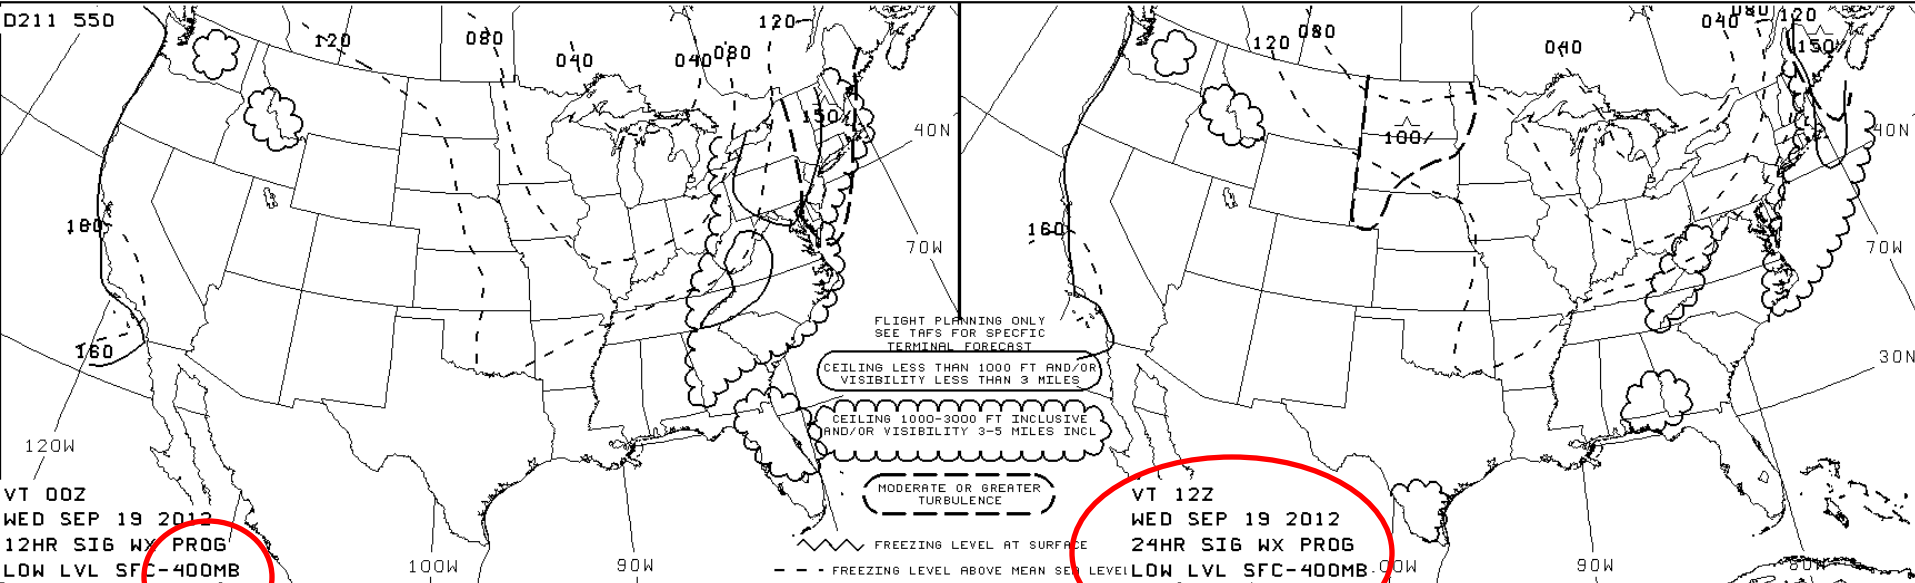 D211 550
120
080
040
040
080
120
150/
40N
180
70W
160
120W
100W
90W
VT 00Z
WED SEP 19 2012
12HR SIG WX PROG
LOW LVL SFC-400MB
FLIGHT PLANNING ONLY
SEE TAFS FOR SPECFIC
TERMINAL FORECAST
CEILING LESS THAN 1000 FT AND/OR
VISIBILITY LESS THAN 3 MILES
CEILING 1000-3000 FT INCLUSIVE
AND/OR VISIBILITY 3-5 MILES INCL
MODERATE OR GREATER
TURBULENCE
FREEZING LEVEL AT SURFACE
FREEZING LEVEL ABOVE MEAN SEA LEVEL
120
080
040
040
080
120
150/
100/
40N
160
70W
30N
VT 12Z
WED SEP 19 2012
24HR SIG WX PROG
LOW LVL SFC-400MB
90W
80W